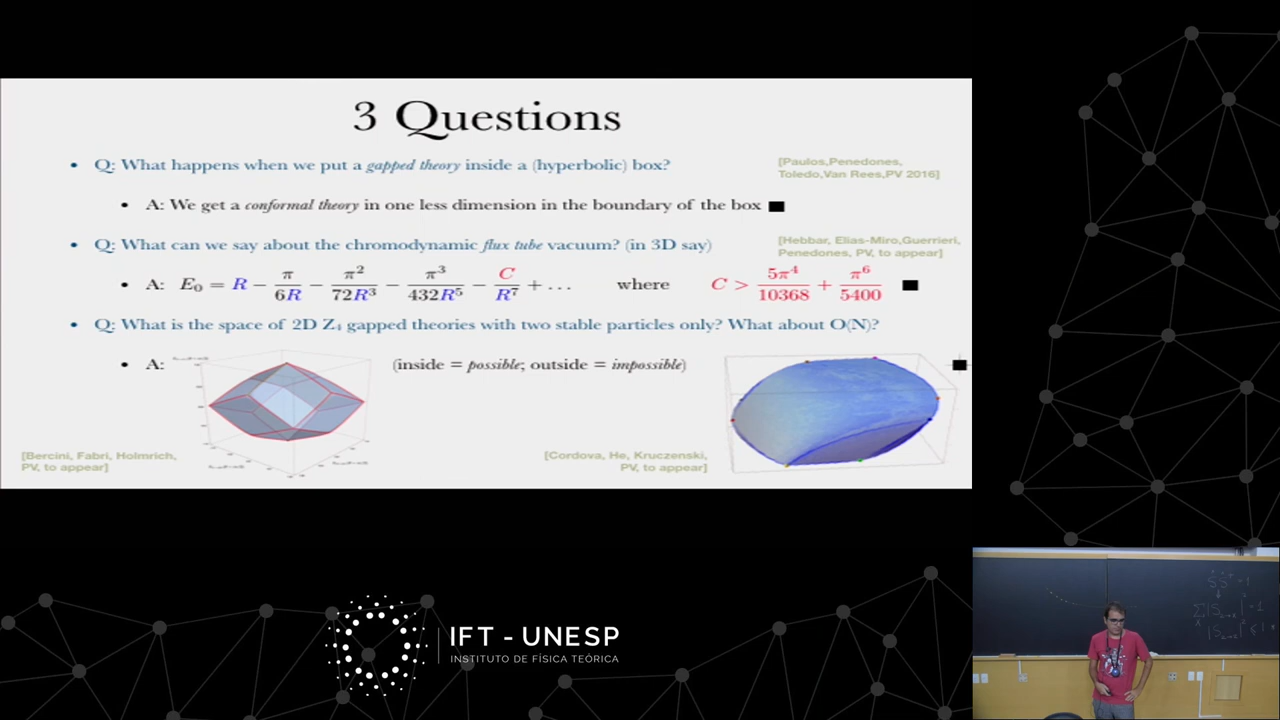 3 Questions
• Q: What happens when we put a gapped theory inside a (hyperbolic) box?
[Paulos,Penedones,
Toledo,Van Rees,PV 2016]
• A: We get a conformal theory in one less dimension in the boundary of the box ■
• Q: What can we say about the chromodynamic flux tube vacuum? (in 3D say)
[Hebbar, Elias-Miro,Guerrieri,
Penedones, PV, to appear]
• A: E₀ = R − π/6R − π²/72R³ − π³/432R⁵ − C/R⁷ + … where C > 5π⁴/10368 + π⁶/5400 ■
• Q: What is the space of 2D Z₄ gapped theories with two stable particles only? What about O(N)?
• A: (inside = possible; outside = impossible) ■
[Bercini, Fabri, Holmrich,
PV, to appear]
[Cordova, He, Kruczenski,
PV, to appear]
IFT - UNESP
INSTITUTO DE FÍSICA TEÓRICA